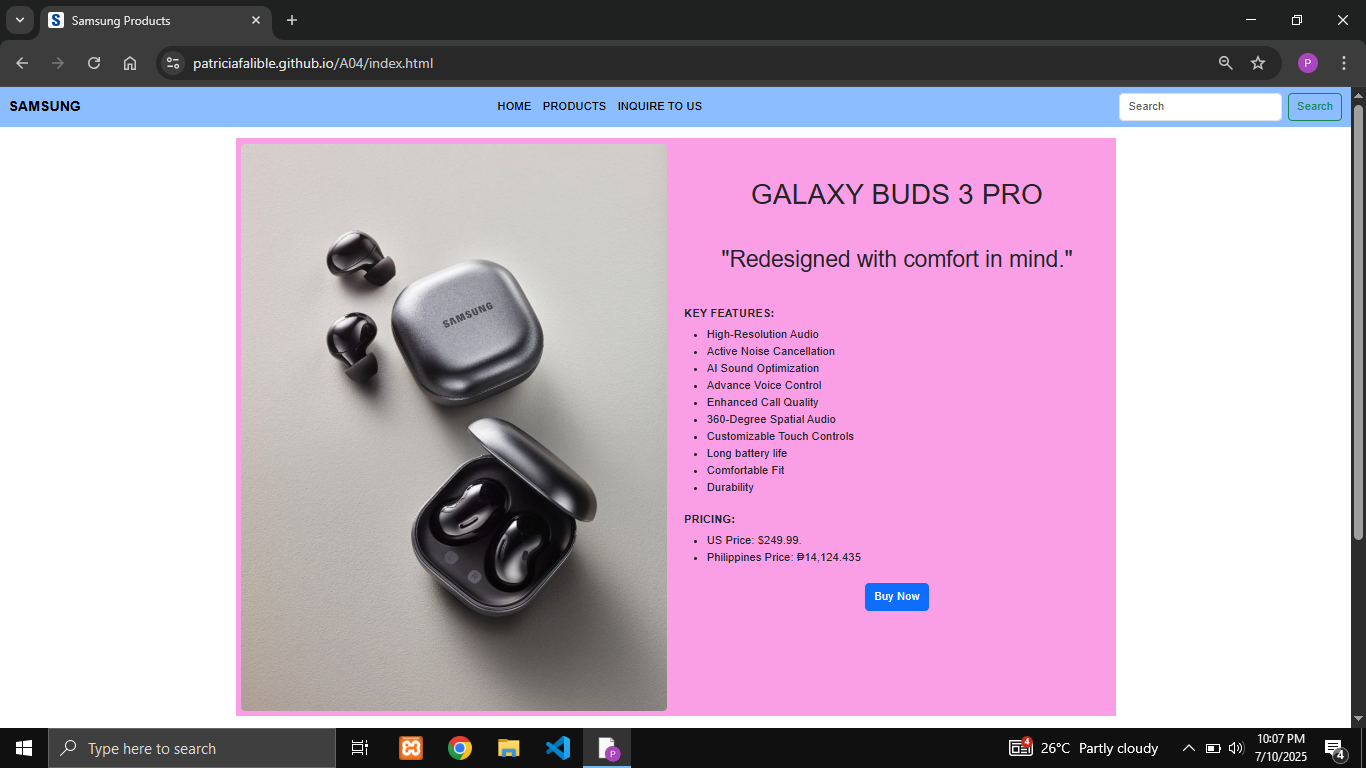 Samsung Products
patriciafalible.github.io/A04/index.html
P
SAMSUNG
HOME PRODUCTS INQUIRE TO US
Search
Search
SAMSUNG
GALAXY BUDS 3 PRO
"Redesigned with comfort in mind."
KEY FEATURES:
High-Resolution Audio
Active Noise Cancellation
AI Sound Optimization
Advance Voice Control
Enhanced Call Quality
360-Degree Spatial Audio
Customizable Touch Controls
Long battery life
Comfortable Fit
Durability
PRICING:
US Price: $249.99.
Philippines Price: ₱14,124.435
Buy Now
Type here to search
P
4
26°C Partly cloudy
10:07 PM
7/10/2025
4